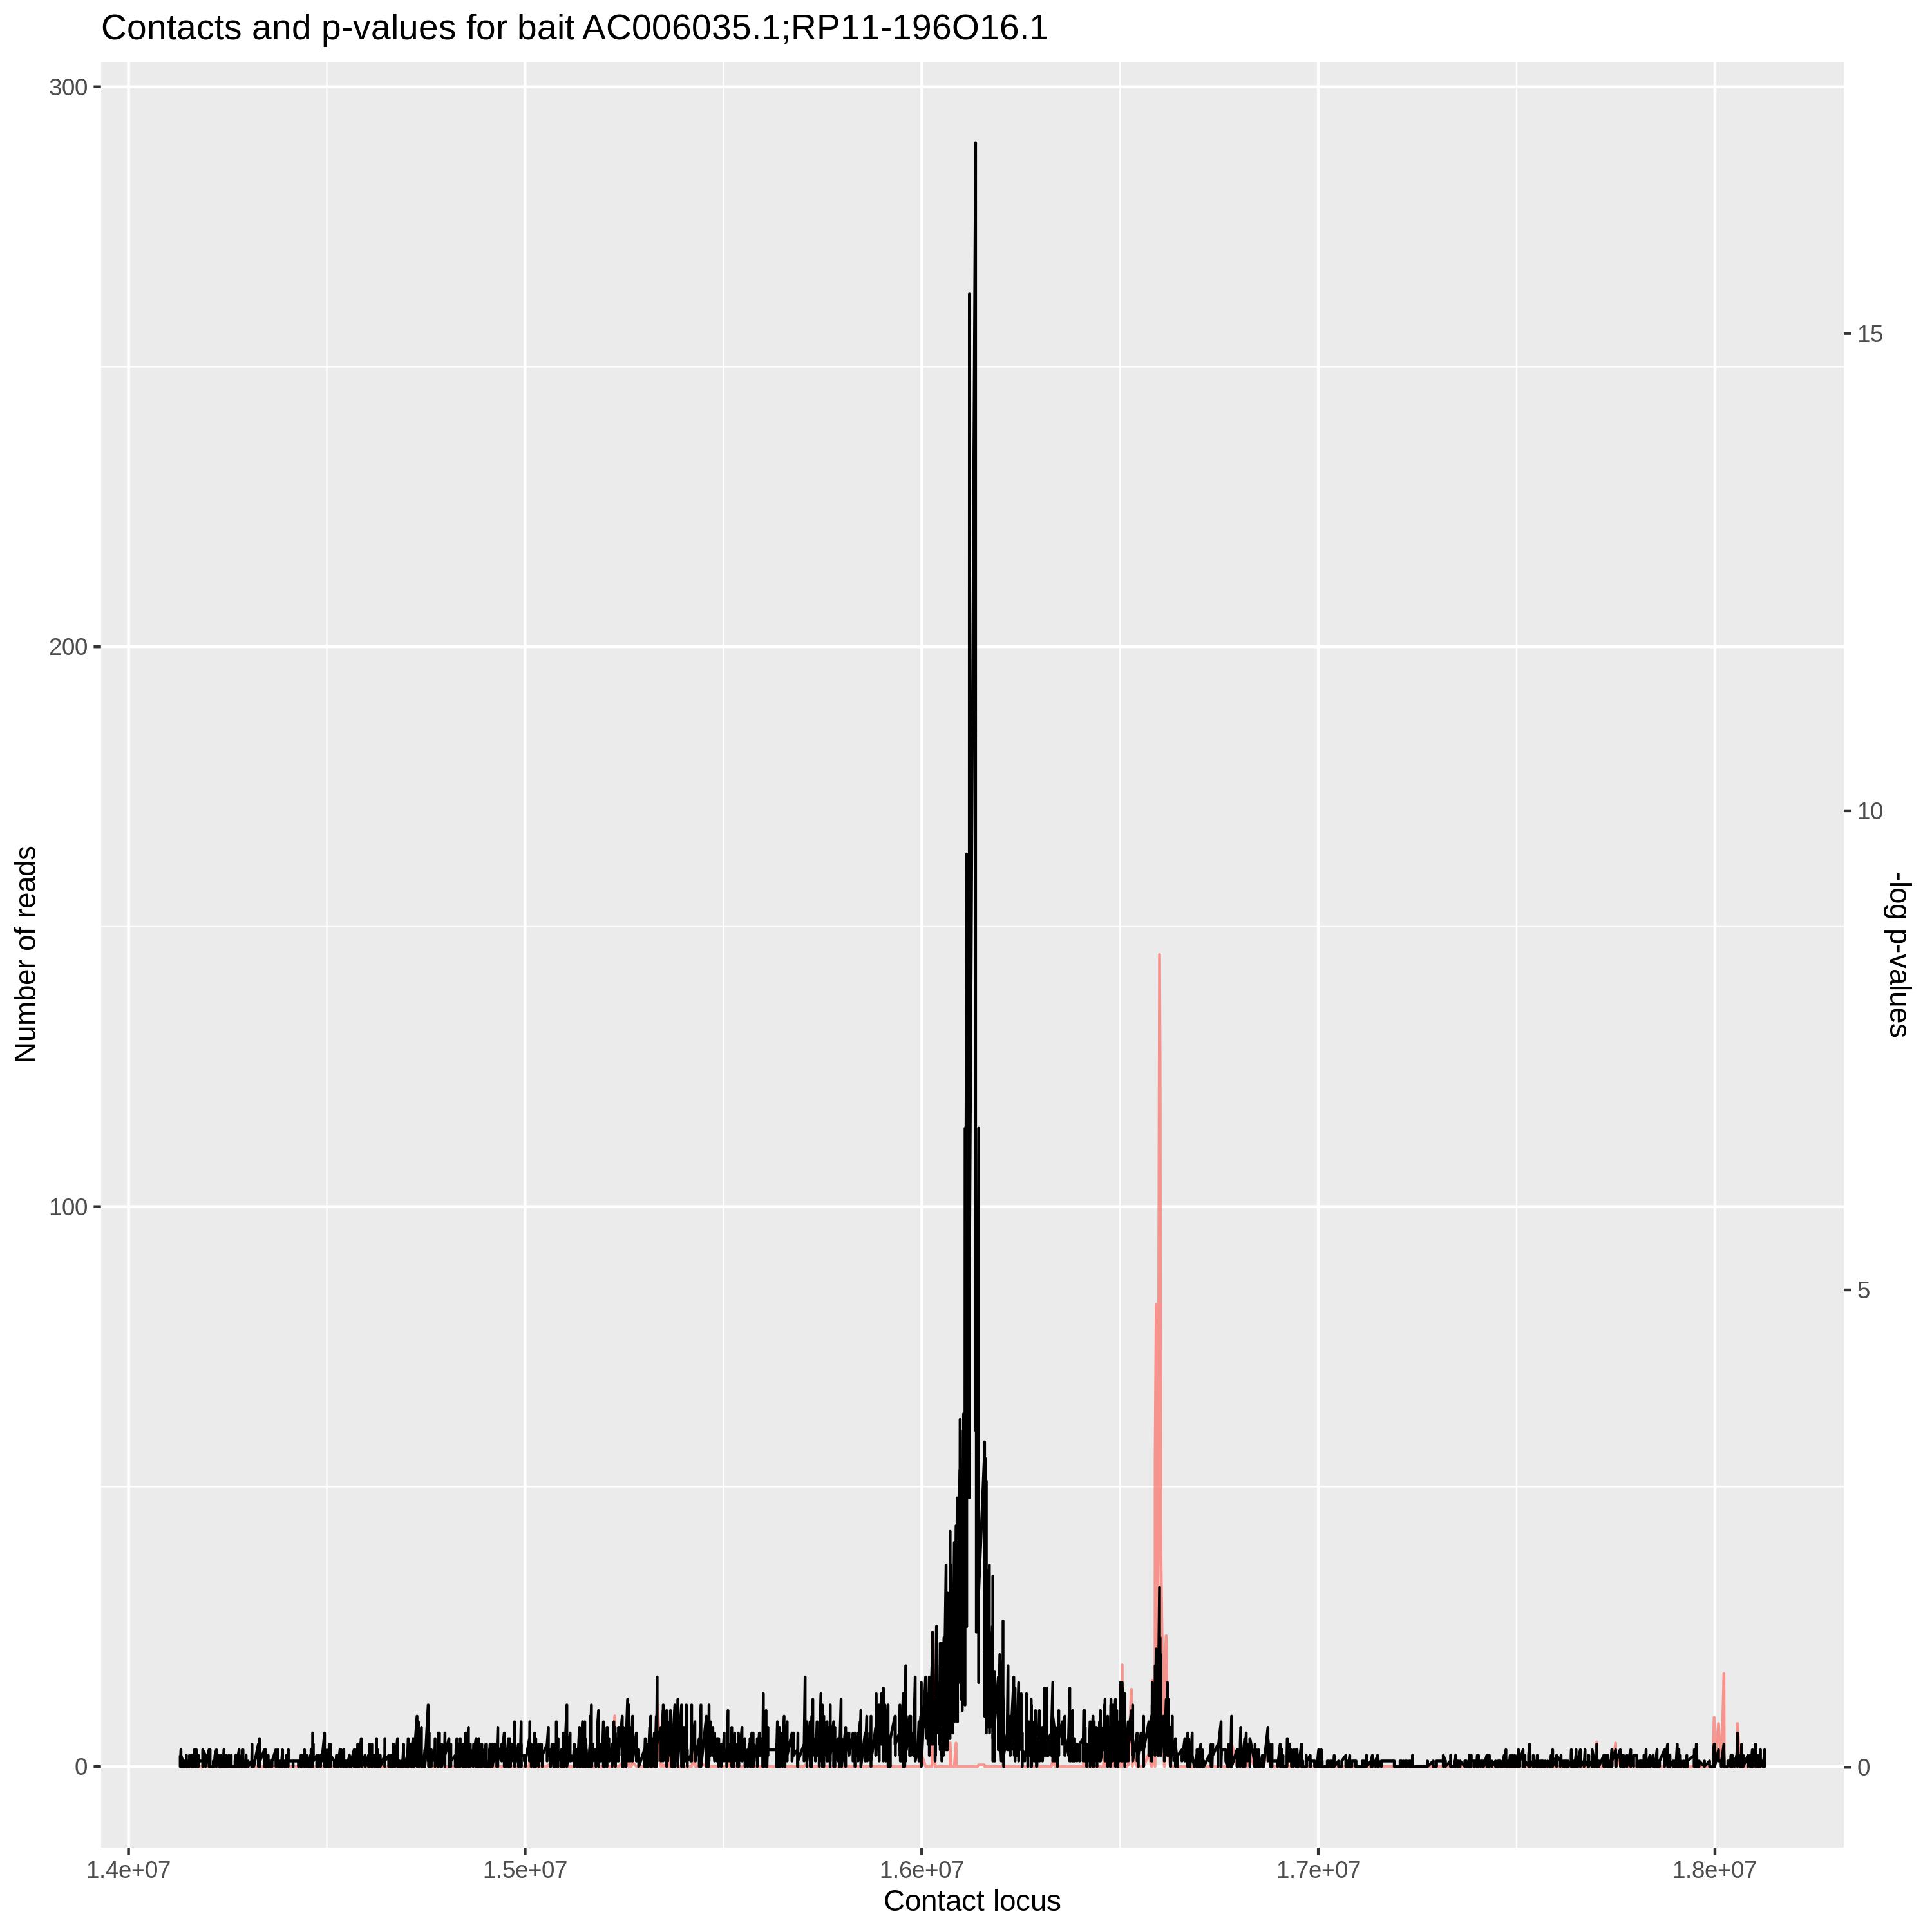 Contacts and p-values for bait AC006035.1;RP11-196O16.1
300
200
100
0
Number of reads
15
10
5
0
-log p-values
1.4e+07
1.5e+07
1.6e+07
1.7e+07
1.8e+07
Contact locus